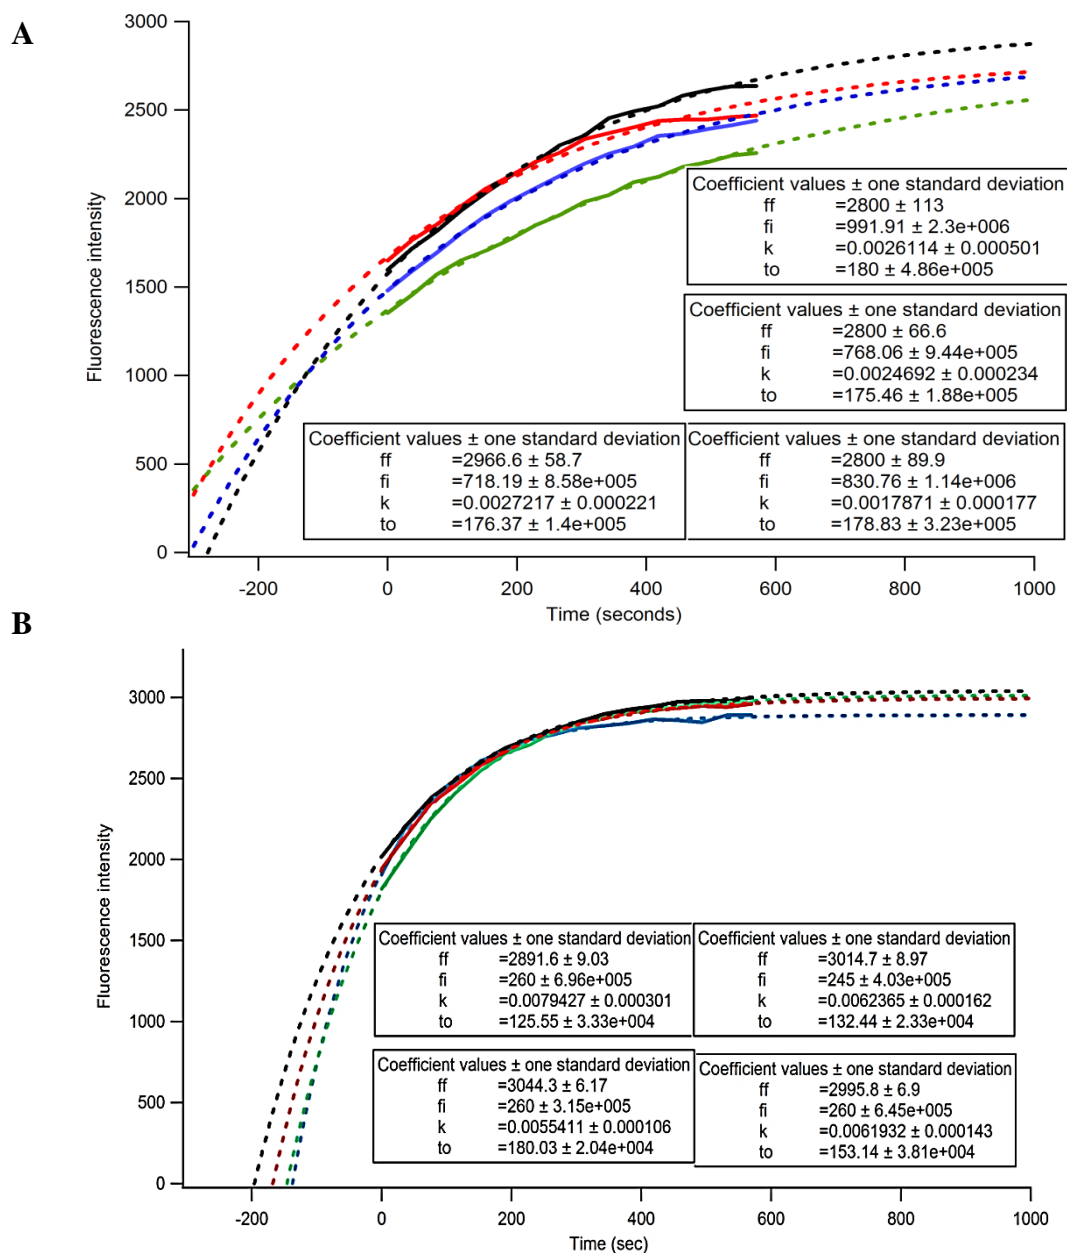 A
3000
2500
2000
1500
1000
500
0
Fluorescence intensity
Coefficient values ± one standard deviation
ff =2800 ± 113
fi =991.91 ± 2.3e+006
k =0.0026114 ± 0.000501
to =180 ± 4.86e+005
Coefficient values ± one standard deviation
ff =2800 ± 66.6
fi =768.06 ± 9.44e+005
k =0.0024692 ± 0.000234
to =175.46 ± 1.88e+005
Coefficient values ± one standard deviation
ff =2966.6 ± 58.7
fi =718.19 ± 8.58e+005
k =0.0027217 ± 0.000221
to =176.37 ± 1.4e+005
Coefficient values ± one standard deviation
ff =2800 ± 89.9
fi =830.76 ± 1.14e+006
k =0.0017871 ± 0.000177
to =178.83 ± 3.23e+005
-200 0 200 400 600 800 1000
Time (seconds)
B
3000
2500
2000
1500
1000
500
0
Fluorescence intensity
Coefficient values ± one standard deviation
ff =2891.6 ± 9.03
fi =260 ± 6.96e+005
k =0.0079427 ± 0.000301
to =125.55 ± 3.33e+004
Coefficient values ± one standard deviation
ff =3014.7 ± 8.97
fi =245 ± 4.03e+005
k =0.0062365 ± 0.000162
to =132.44 ± 2.33e+004
Coefficient values ± one standard deviation
ff =3044.3 ± 6.17
fi =260 ± 3.15e+005
k =0.0055411 ± 0.000106
to =180.03 ± 2.04e+004
Coefficient values ± one standard deviation
ff =2995.8 ± 6.9
fi =260 ± 6.45e+005
k =0.0061932 ± 0.000143
to =153.14 ± 3.81e+004
-200 0 200 400 600 800 1000
Time (sec)